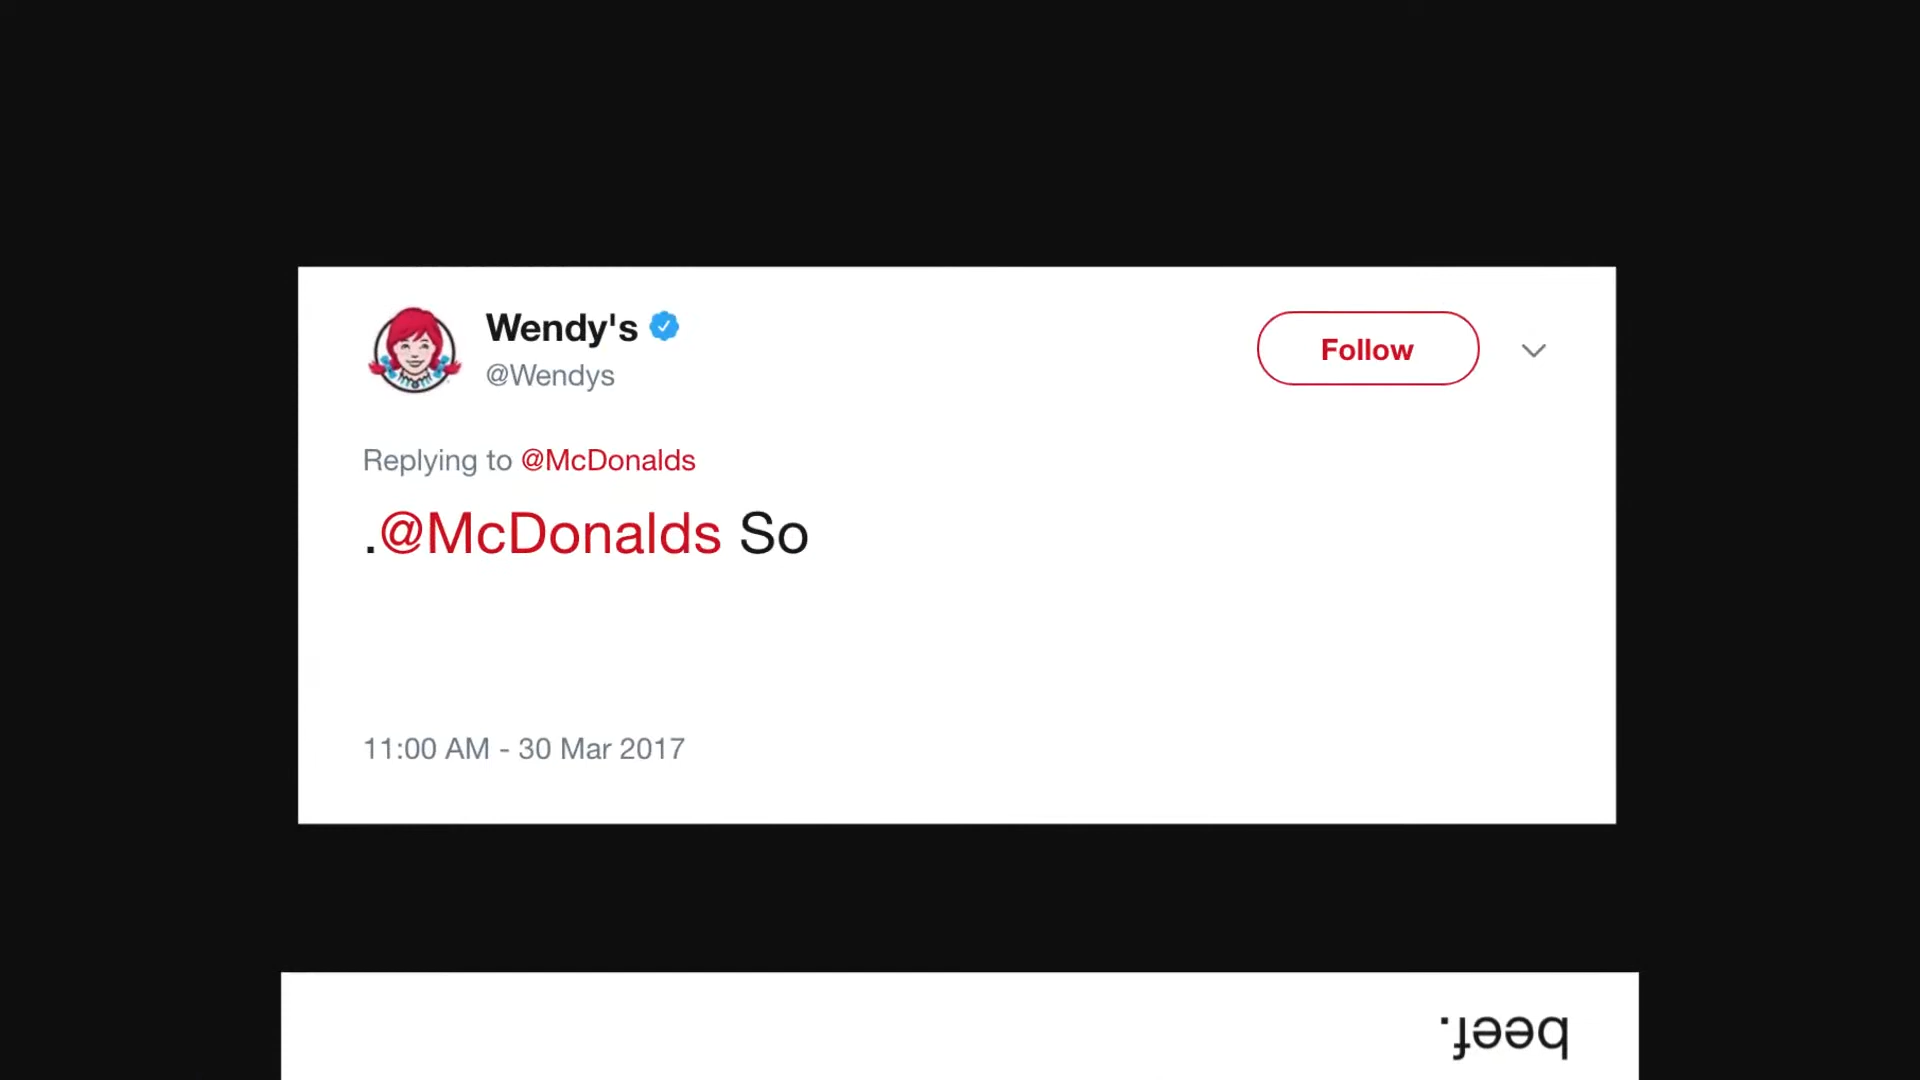 Wendy's
@Wendys
Follow
Replying to @McDonalds
.@McDonalds So
11:00 AM - 30 Mar 2017
beef.